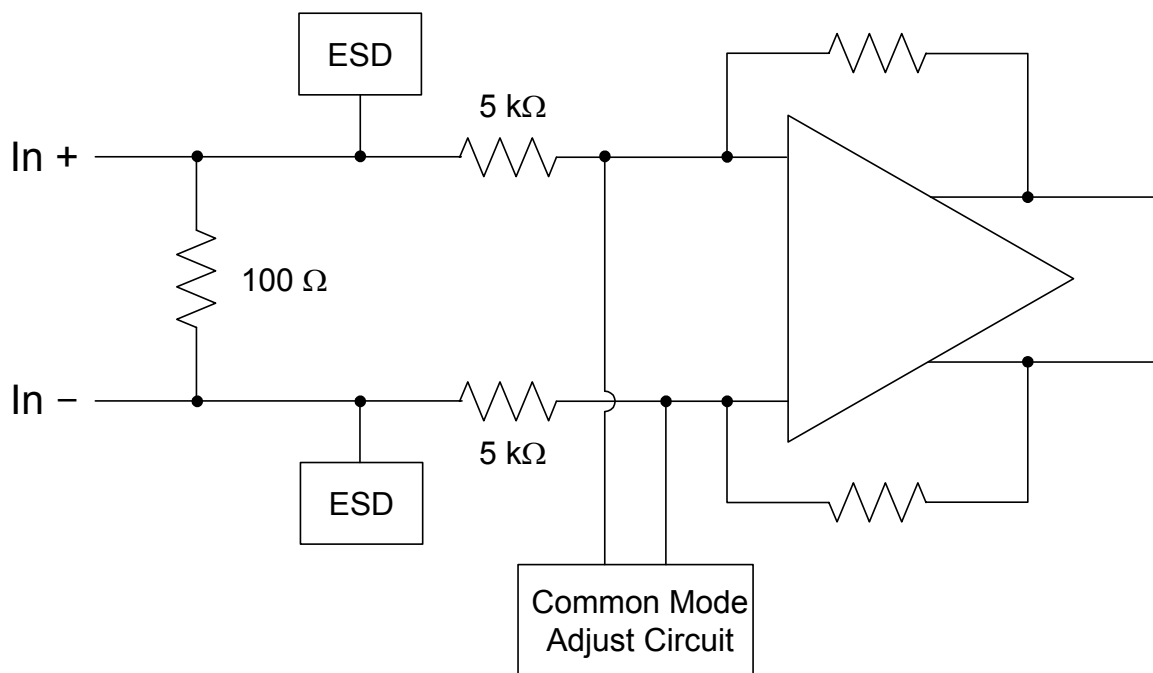 ESD
5 kΩ
In +
100 Ω
In −
5 kΩ
ESD
Common Mode
Adjust Circuit